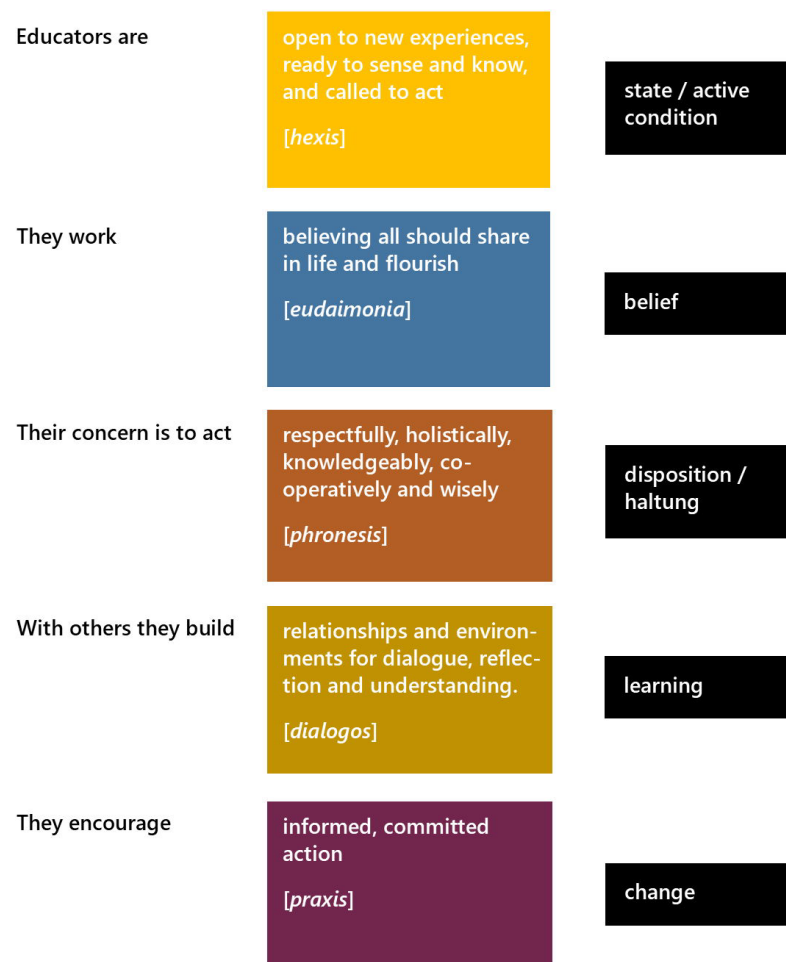 Educators are
open to new experiences,
ready to sense and know,
and called to act
[hexis]
state / active
condition
They work
believing all should share
in life and flourish
[eudaimonia]
belief
Their concern is to act
respectfully, holistically,
knowledgeably, co-
operatively and wisely
[phronesis]
disposition /
haltung
With others they build
relationships and environ-
ments for dialogue, reflec-
tion and understanding.
[dialogos]
learning
They encourage
informed, committed
action
[praxis]
change